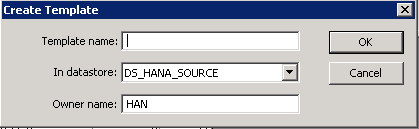 Create Template
Template name: OK
In datastore: DS_HANA_SOURCE Cancel
Owner name: HAN